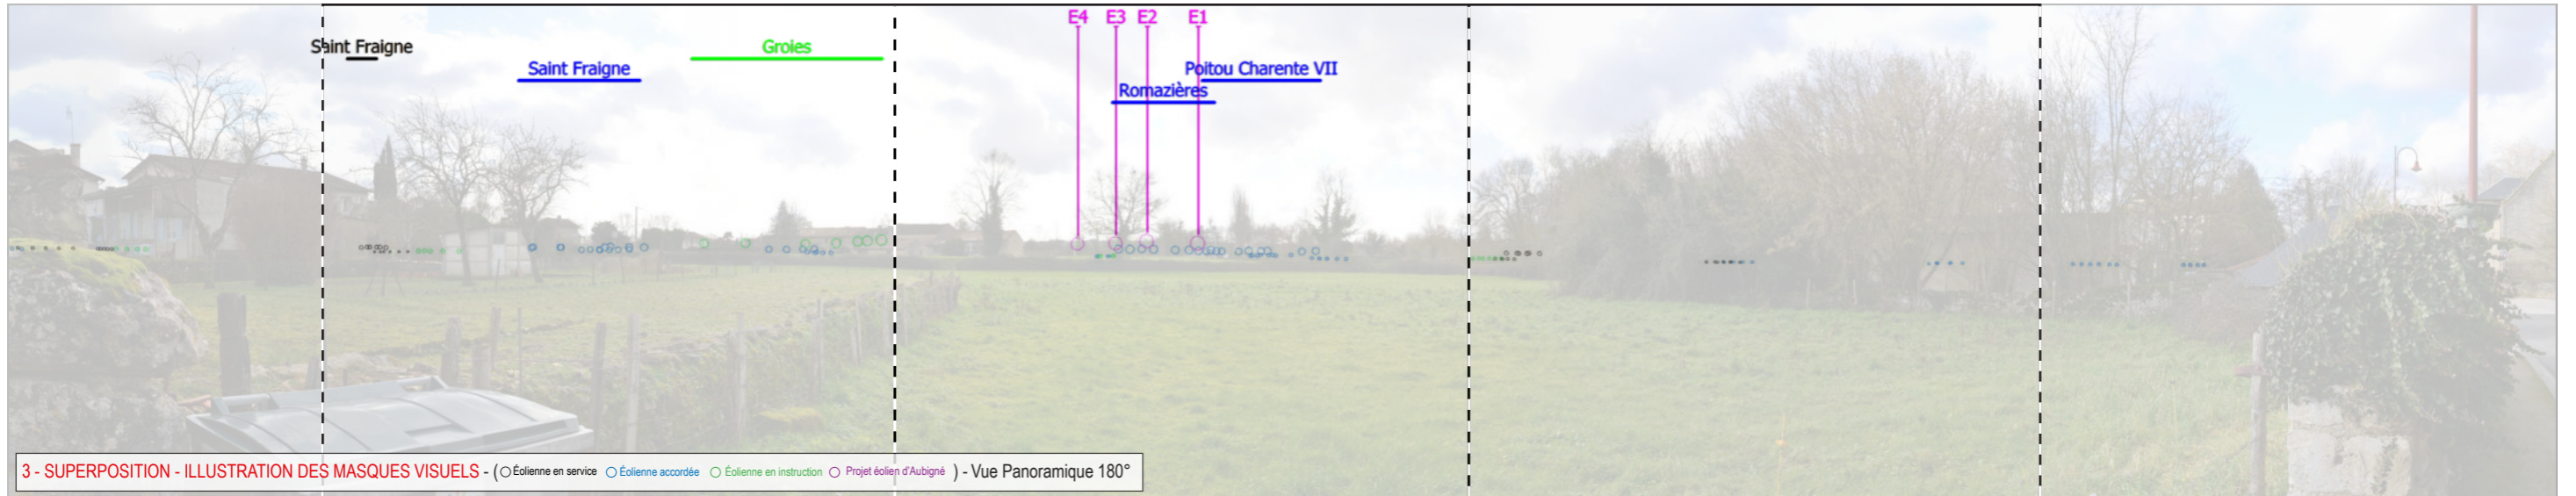 E4 E3 E2 E1
Saint Fraigne
Groies
Saint Fraigne
Poitou Charente VII
Romazières
3 - SUPERPOSITION - ILLUSTRATION DES MASQUES VISUELS - ( Éolienne en service Éolienne accordée Éolienne en instruction Projet éolien d'Aubigné ) - Vue Panoramique 180°